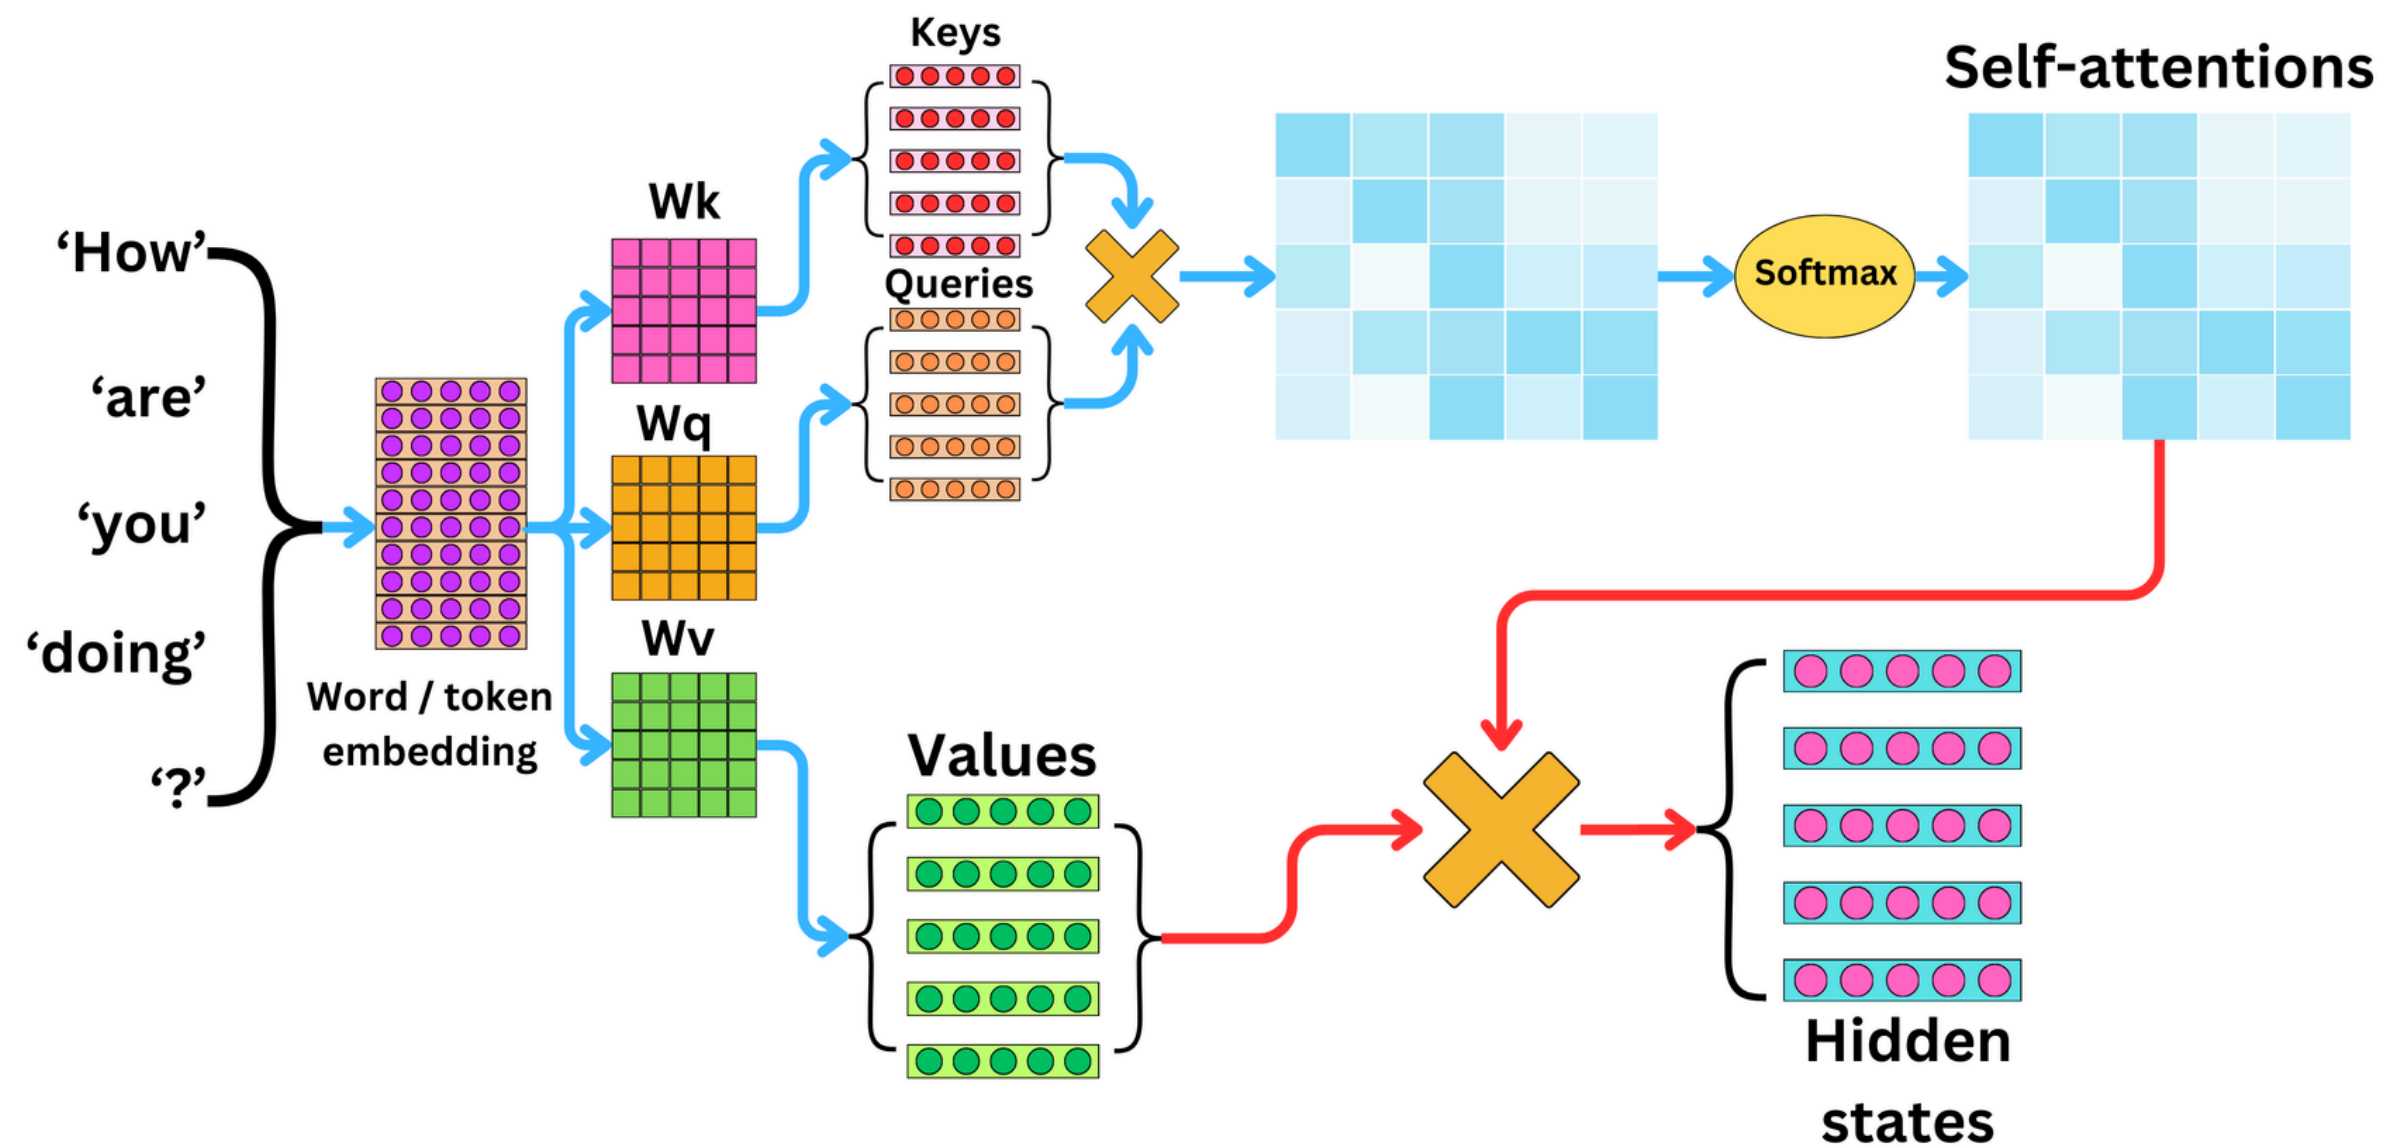 ‘How’
‘are’
‘you’
‘doing’
‘?’
Word / token
embedding
Wk
Wq
Wv
Keys
Queries
Values
Softmax
Self-attentions
Hidden
states